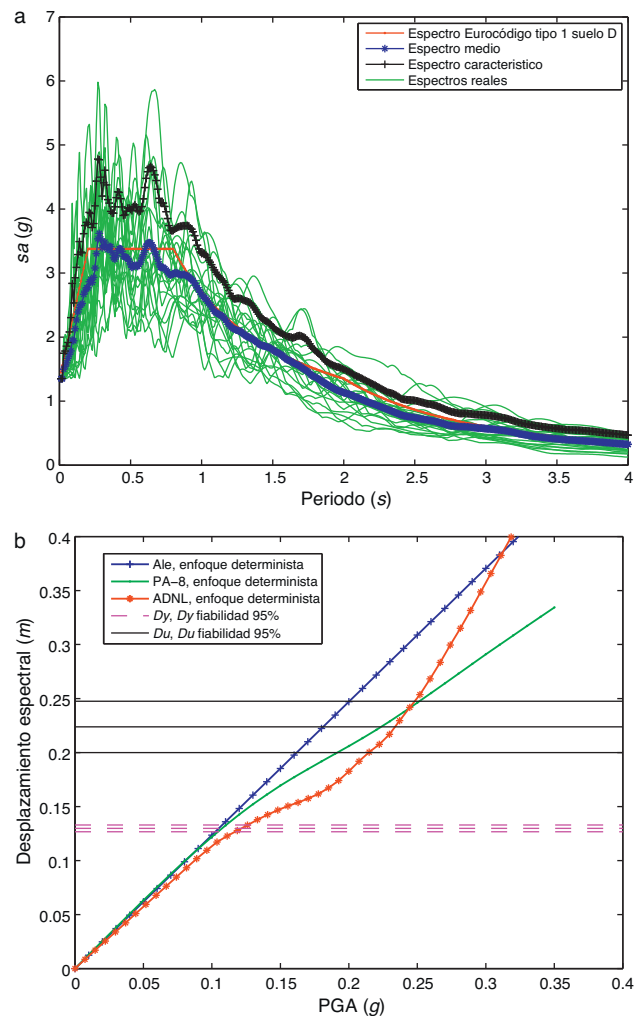 a
7
6
5
4
3
2
1
0
sa (g)
Espectro Eurocódigo tipo 1 suelo D
Espectro medio
Espectro caracteristico
Espectros reales
0 0.5 1 1.5 2 2.5 3 3.5 4
Periodo (s)
b
0.4
0.35
0.3
0.25
0.2
0.15
0.1
0.05
0
Desplazamiento espectral (m)
Ale, enfoque determinista
PA−8, enfoque determinista
ADNL, enfoque determinista
Dy, Dy fiabilidad 95%
Du, Du fiabilidad 95%
0 0.05 0.1 0.15 0.2 0.25 0.3 0.35 0.4
PGA (g)